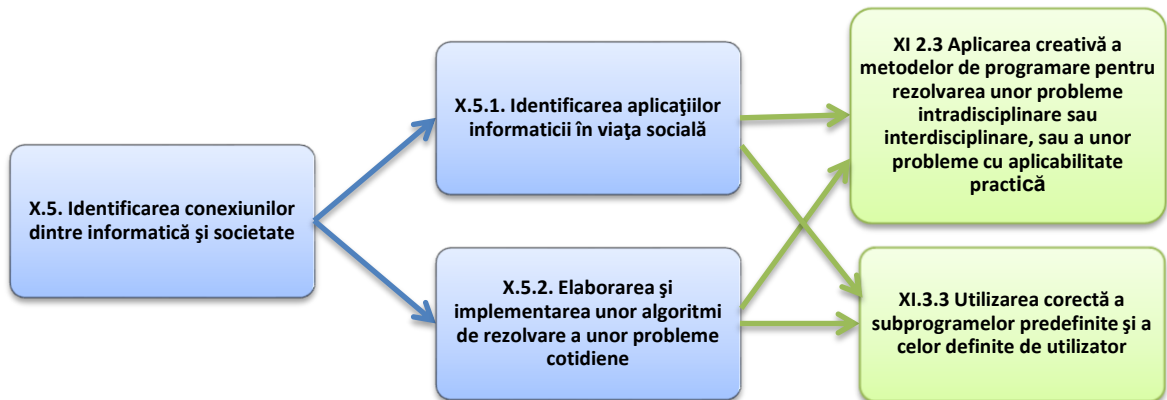 X.5. Identificarea conexiunilor
dintre informatică şi societate
X.5.1. Identificarea aplicaţiilor
informaticii în viaţa socială
X.5.2. Elaborarea şi
implementarea unor algoritmi
de rezolvare a unor probleme
cotidiene
XI 2.3 Aplicarea creativă a
metodelor de programare pentru
rezolvarea unor probleme
intradisciplinare sau
interdisciplinare, sau a unor
probleme cu aplicabilitate
practică
XI.3.3 Utilizarea corectă a
subprogramelor predefinite şi a
celor definite de utilizator